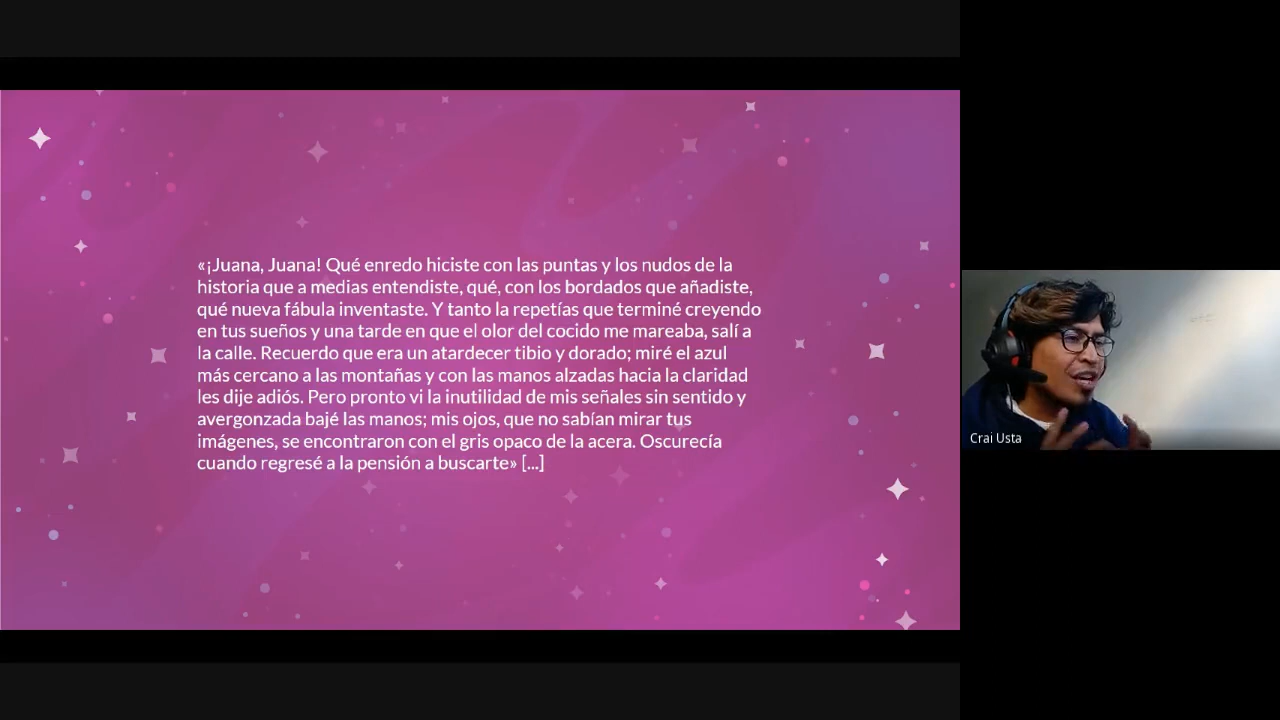 «¡Juana, Juana! Qué enredo hiciste con las puntas y los nudos de la
historia que a medias entendiste, qué, con los bordados que añadiste,
qué nueva fábula inventaste. Y tanto la repetías que terminé creyendo
en tus sueños y una tarde en que el olor del cocido me mareaba, salí a
la calle. Recuerdo que era un atardecer tibio y dorado; miré el azul
más cercano a las montañas y con las manos alzadas hacia la claridad
les dije adiós. Pero pronto vi la inutilidad de mis señales sin sentido y
avergonzada bajé las manos; mis ojos, que no sabían mirar tus
imágenes, se encontraron con el gris opaco de la acera. Oscurecía
cuando regresé a la pensión a buscarte» [...]
Crai Usta